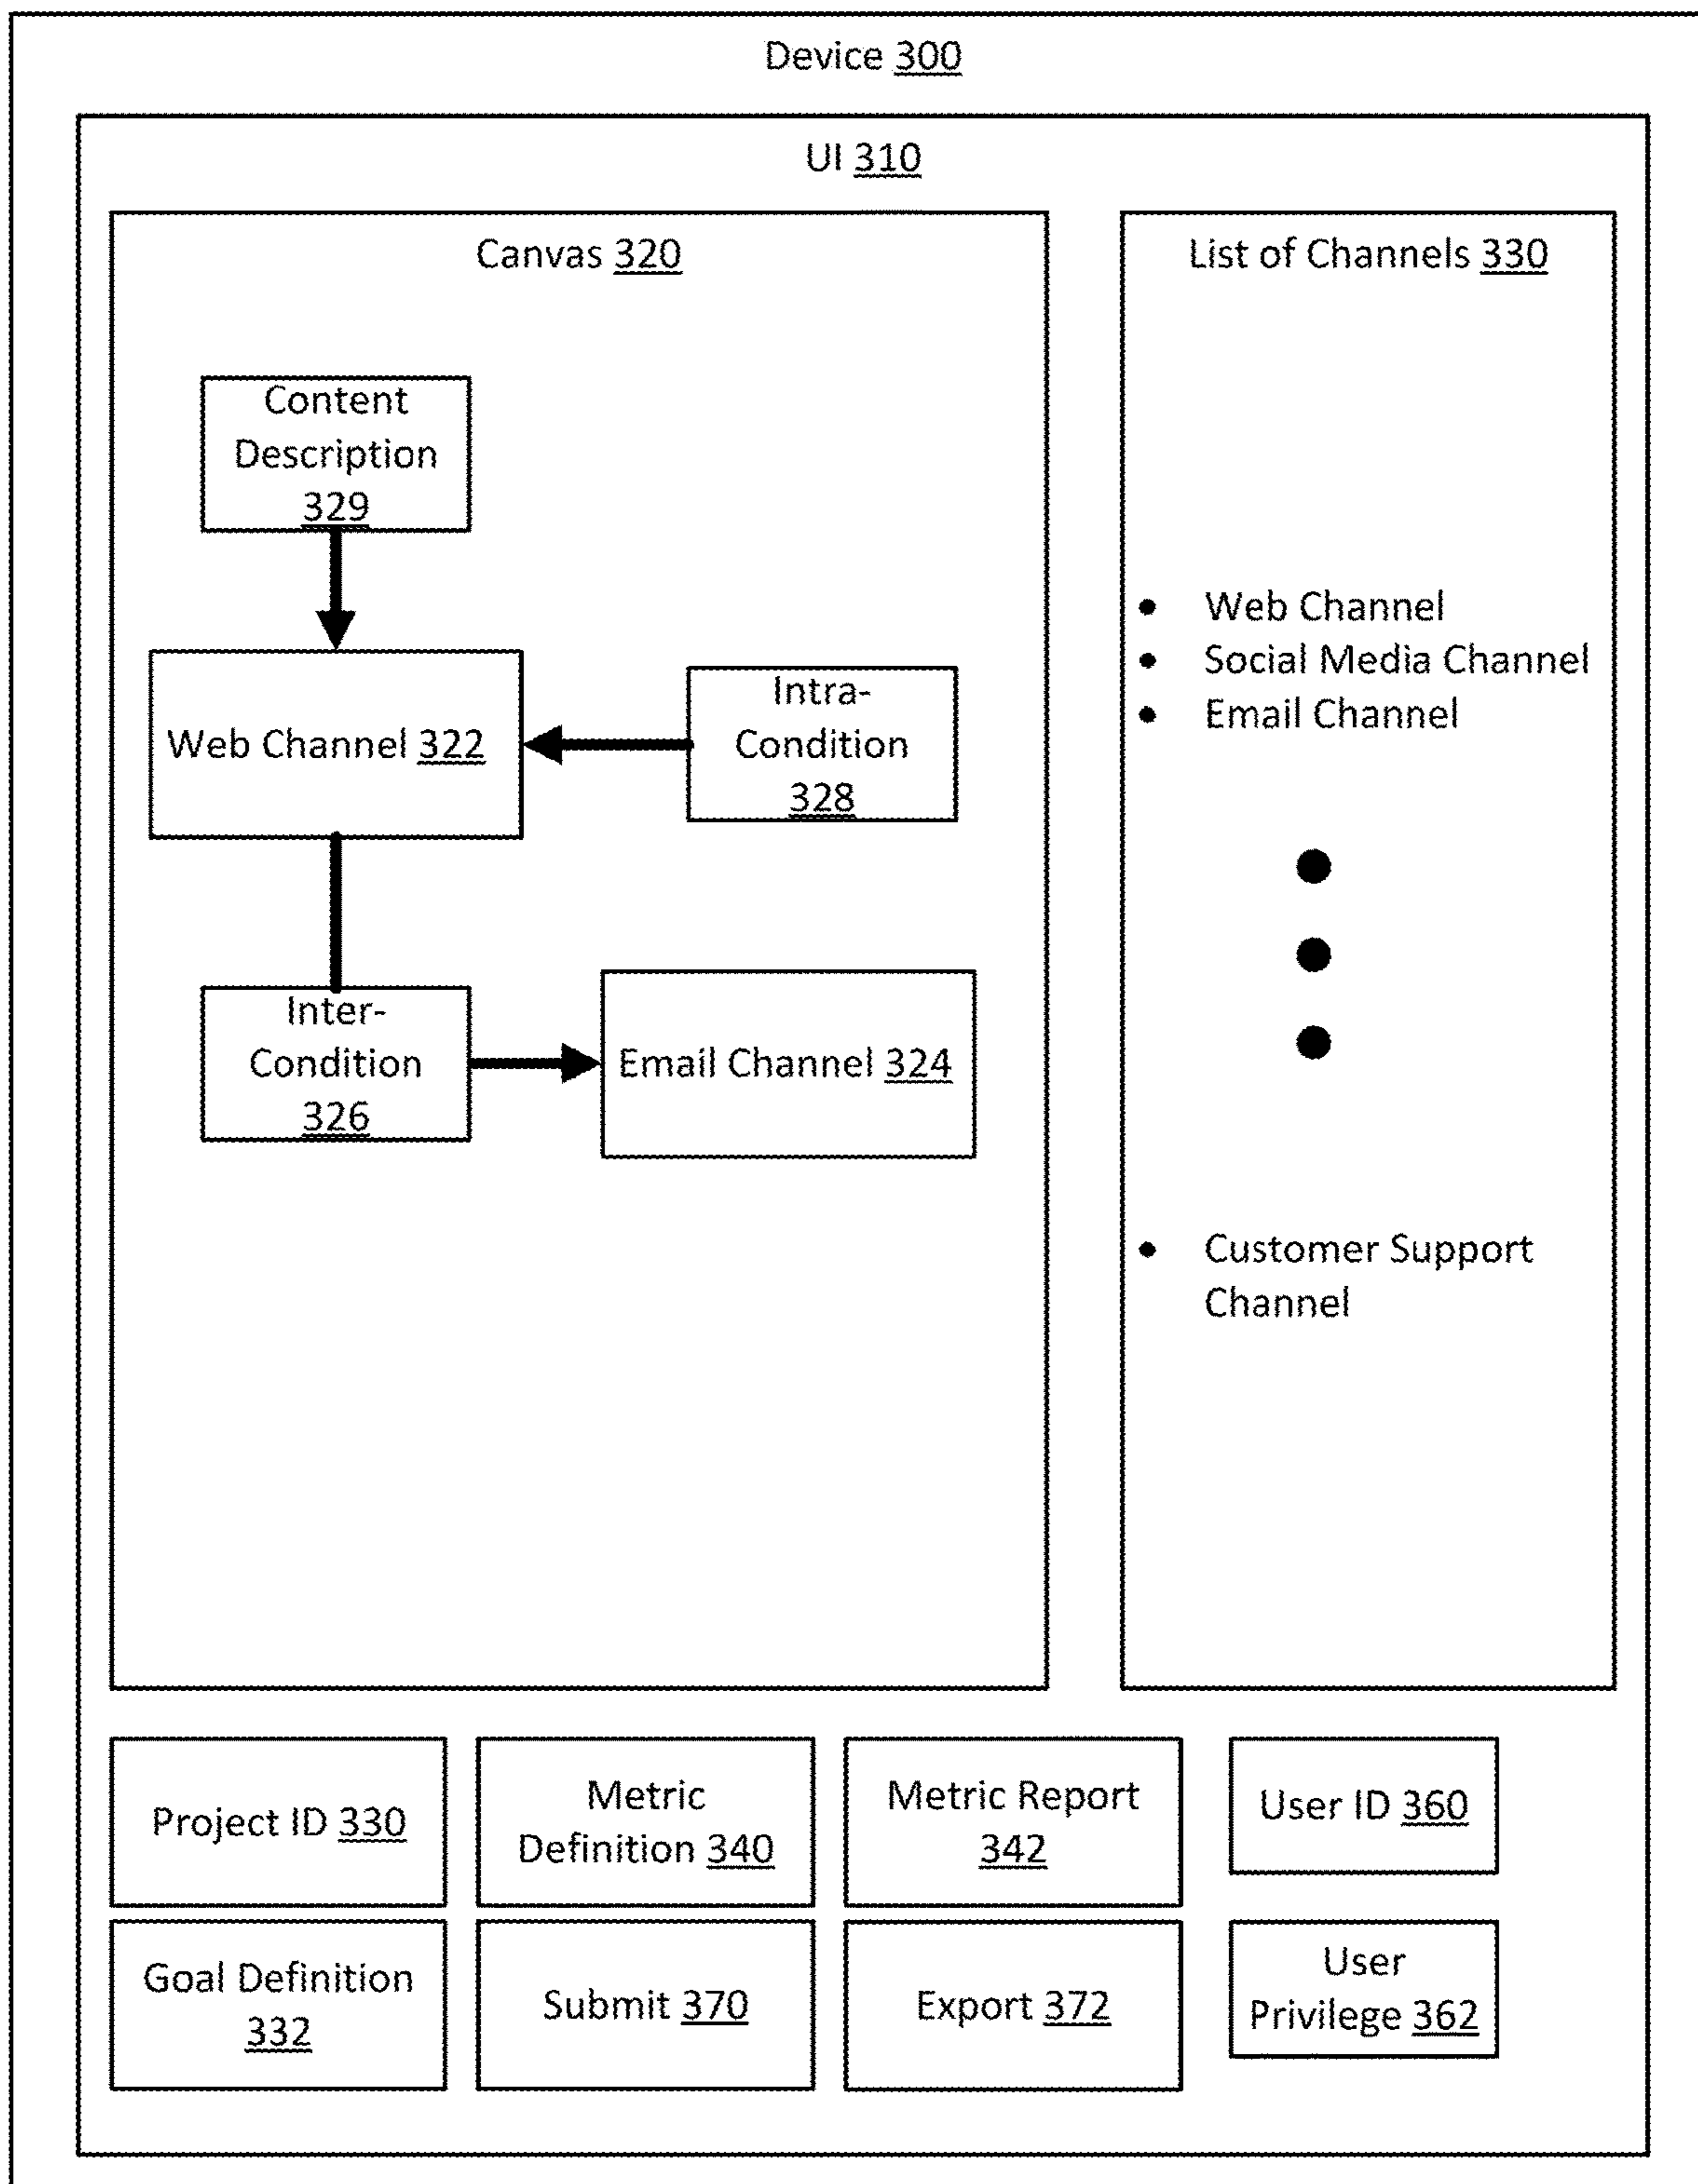 Device 300
UI 310
Canvas 320
Content
Description
329
Web Channel 322
Intra-
Condition
328
Inter-
Condition
326
Email Channel 324
List of Channels 330
• Web Channel
• Social Media Channel
• Email Channel
• Customer Support
Channel
Project ID 330
Metric
Definition 340
Metric Report
342
User ID 360
Goal Definition
332
Submit 370
Export 372
User
Privilege 362